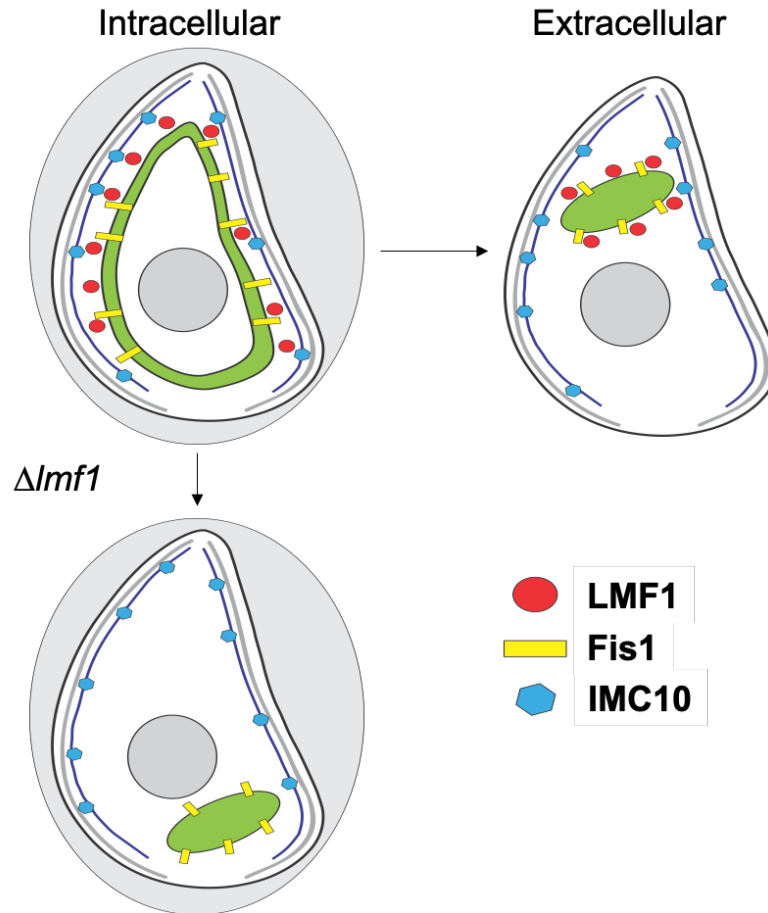 Intracellular
Extracellular
Δlmf1
LMF1
Fis1
IMC10